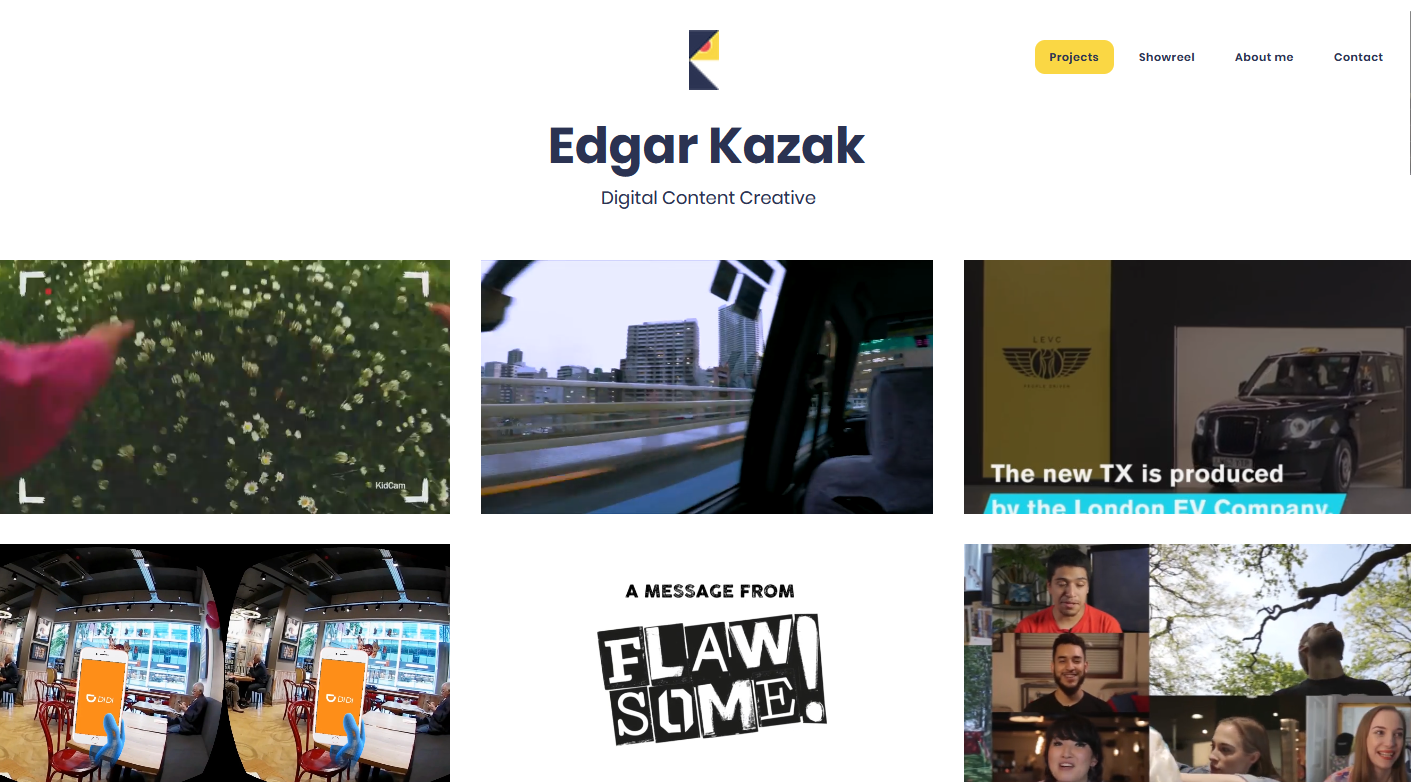 Projects
Showreel
About me
Contact
Edgar Kazak
Digital Content Creative
KidCam
LEVC
The new TX is produced
by the London EV Company.
DiDi
DiDi
A MESSAGE FROM
FLAW
SOME!